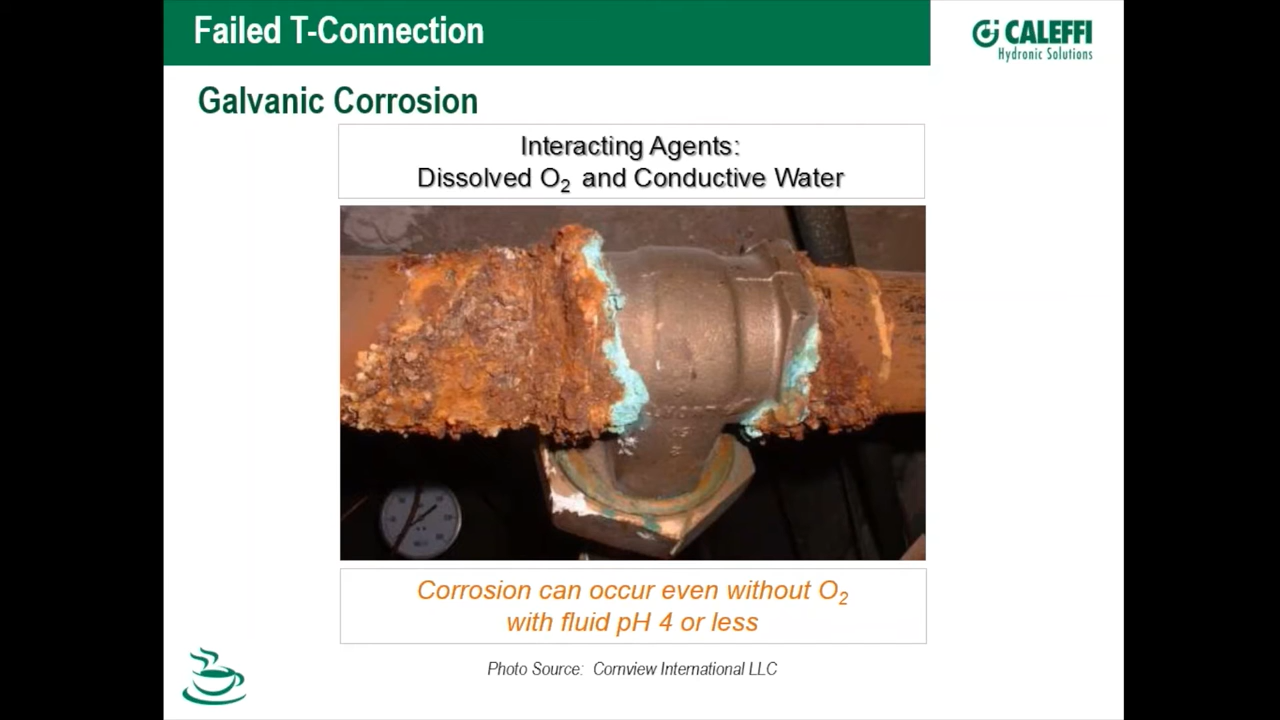 Failed T-Connection
CALEFFI
Hydronic Solutions
Galvanic Corrosion
Interacting Agents:
Dissolved O₂ and Conductive Water
Corrosion can occur even without O₂
with fluid pH 4 or less
Photo Source: Cornview International LLC